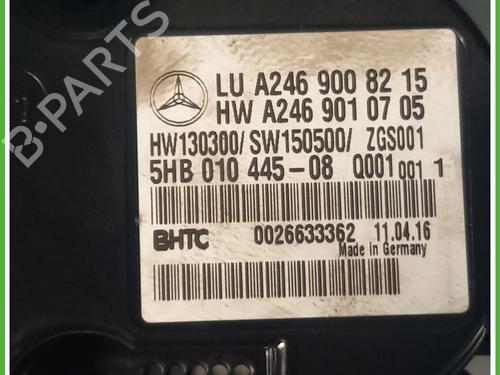 LU A246 900 82 15
HW A246 901 07 05
HW130300/ SW150500/ ZGS001
5HB 010 445-08 Q001 001 1
BHTC 0026633362 11.04.16
Made in Germany
B-PARTS